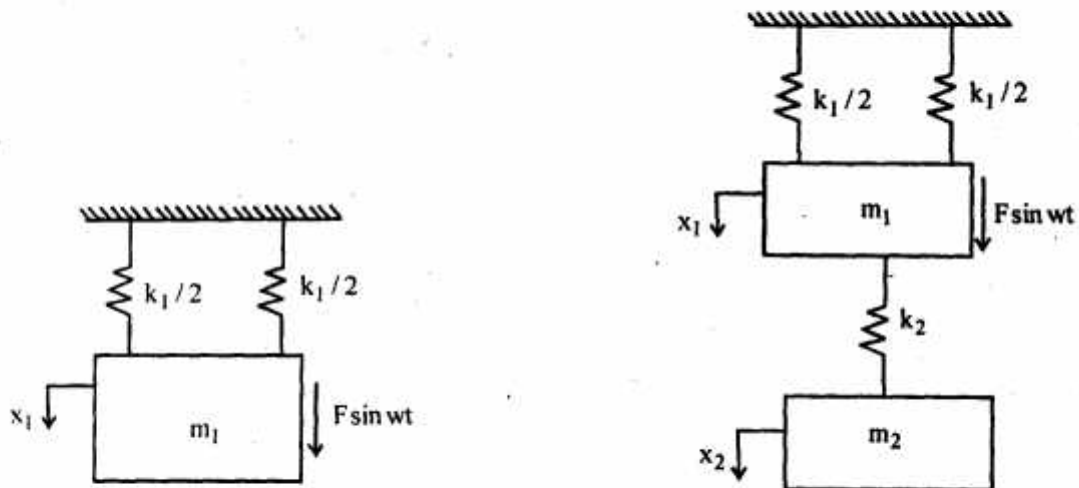 k₁/2
k₁/2
x₁
m₁
F sin wt
k₁/2
k₁/2
x₁
m₁
F sin wt
k₂
x₂
m₂